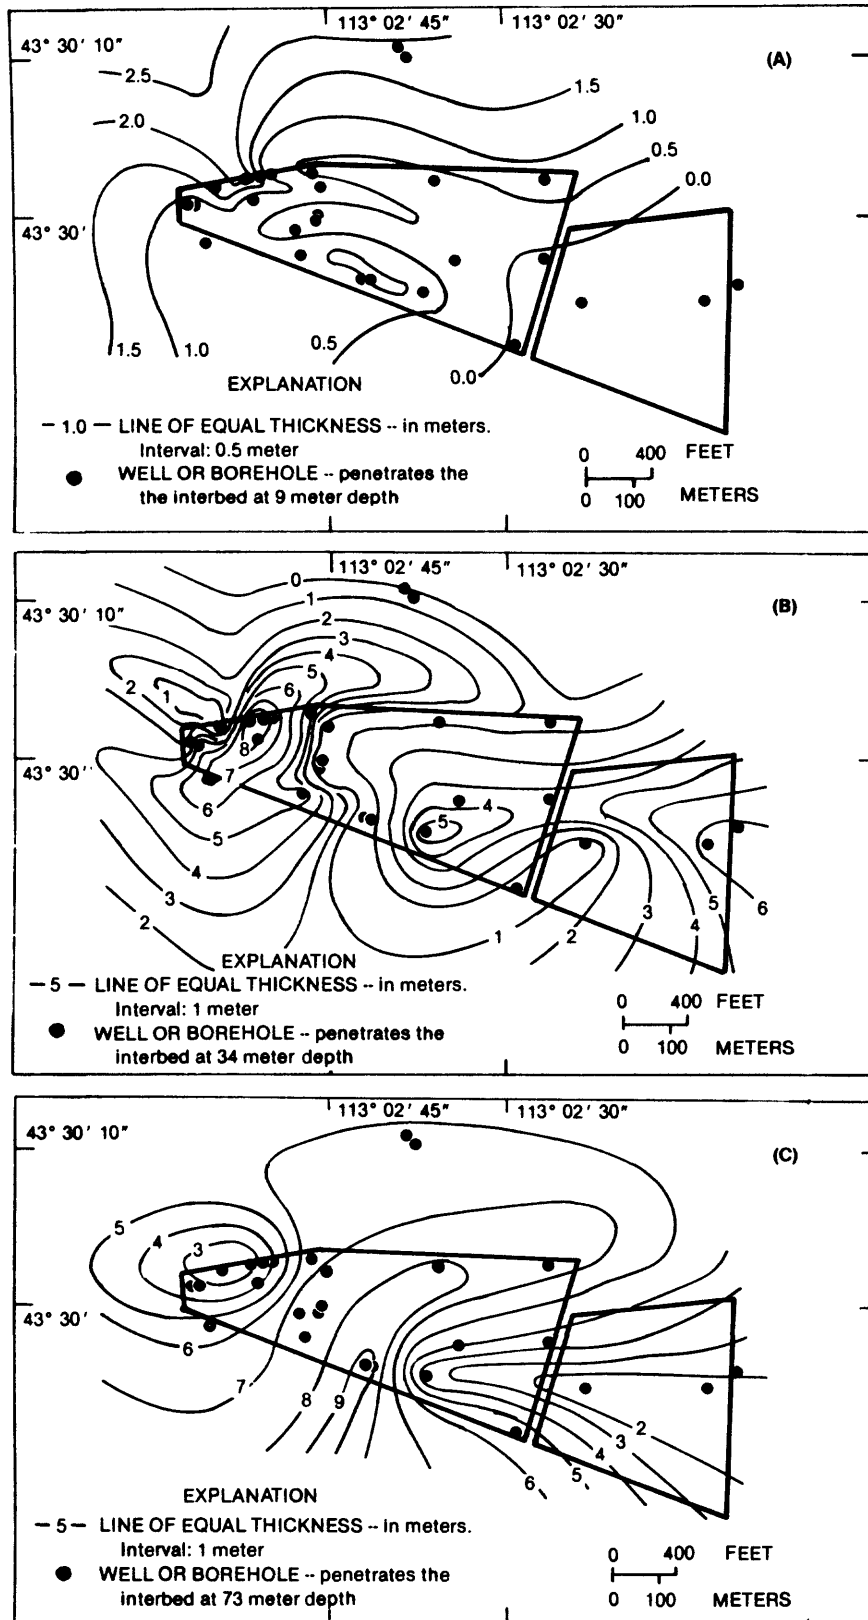 113° 02' 45" 113° 02' 30"
43° 30' 10" (A)
2.5
1.5
2.0
1.0
0.5
0.0
43° 30'
1.5 1.0 0.5 0.0
EXPLANATION
– 1.0 — LINE OF EQUAL THICKNESS -- in meters.
Interval: 0.5 meter
WELL OR BOREHOLE -- penetrates the
the interbed at 9 meter depth
0 400 FEET
0 100 METERS
113° 02' 45" 113° 02' 30"
0
43° 30' 10" (B)
1
2
3
4
5
6
2 1
8
43° 30'
7
6
5 4
5
4
3
2
1 2 3 4 5 6
EXPLANATION
— 5 — LINE OF EQUAL THICKNESS -- in meters.
Interval: 1 meter
WELL OR BOREHOLE -- penetrates the
interbed at 34 meter depth
0 400 FEET
0 100 METERS
113° 02' 45" 113° 02' 30"
43° 30' 10" (C)
5
4
3
43° 30'
6
7
8 9
2
3
4
5
6
EXPLANATION
— 5 — LINE OF EQUAL THICKNESS -- in meters.
Interval: 1 meter
WELL OR BOREHOLE -- penetrates the
interbed at 73 meter depth
0 400 FEET
0 100 METERS